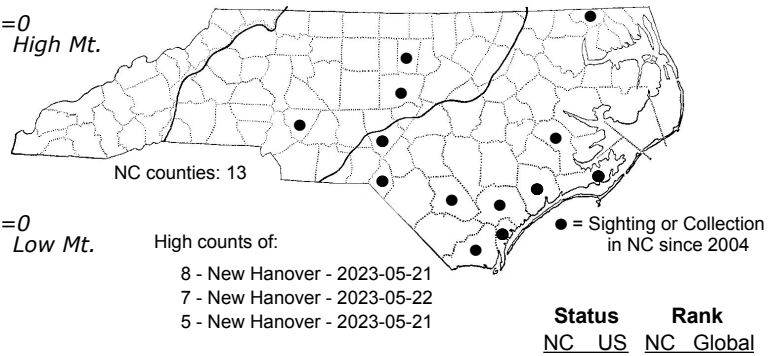 =0
High Mt.
NC counties: 13
=0
Low Mt.
High counts of:
8 - New Hanover - 2023-05-21
7 - New Hanover - 2023-05-22
5 - New Hanover - 2023-05-21
● = Sighting or Collection
in NC since 2004
Status Rank
NC US NC Global